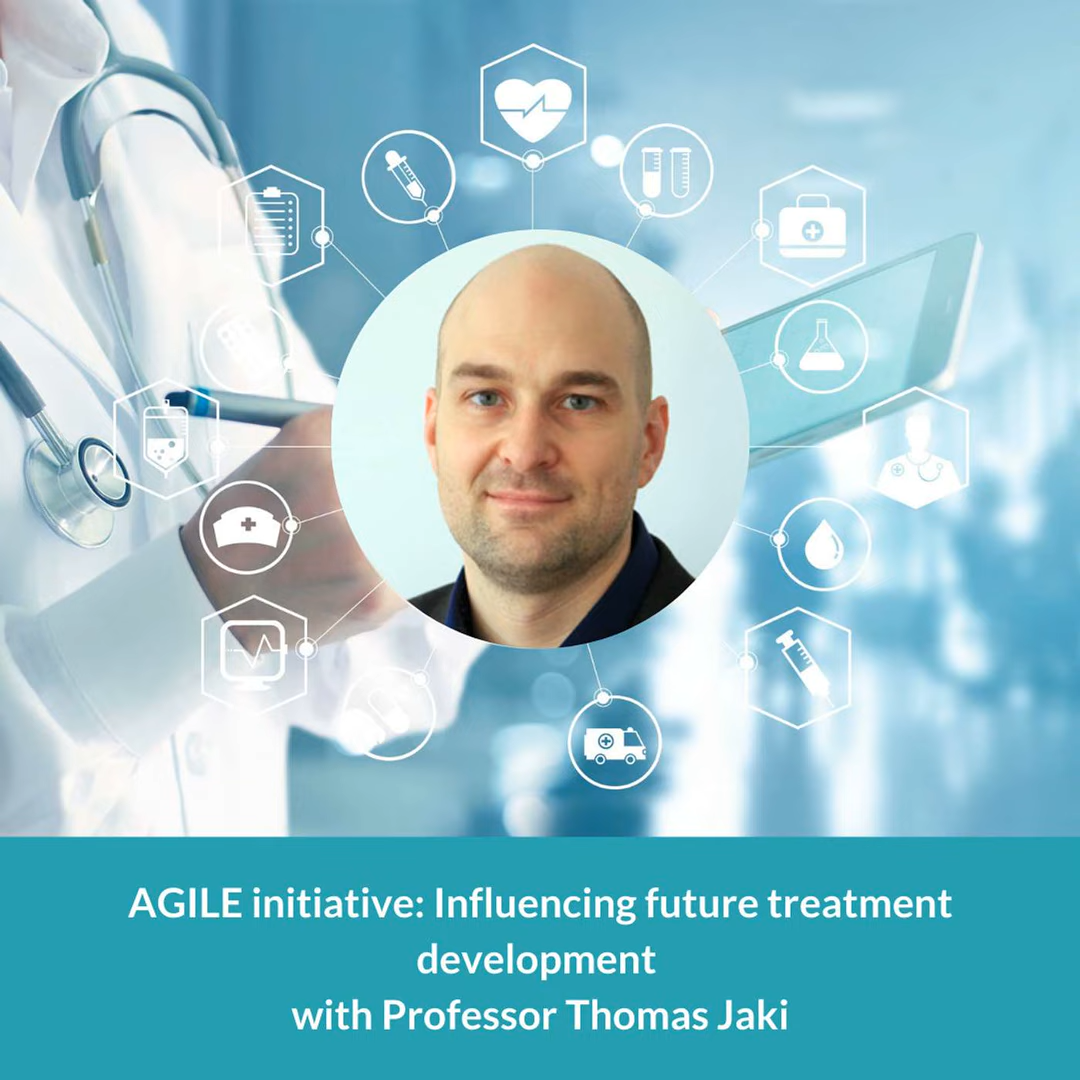 AGILE initiative: Influencing future treatment
development
with Professor Thomas Jaki